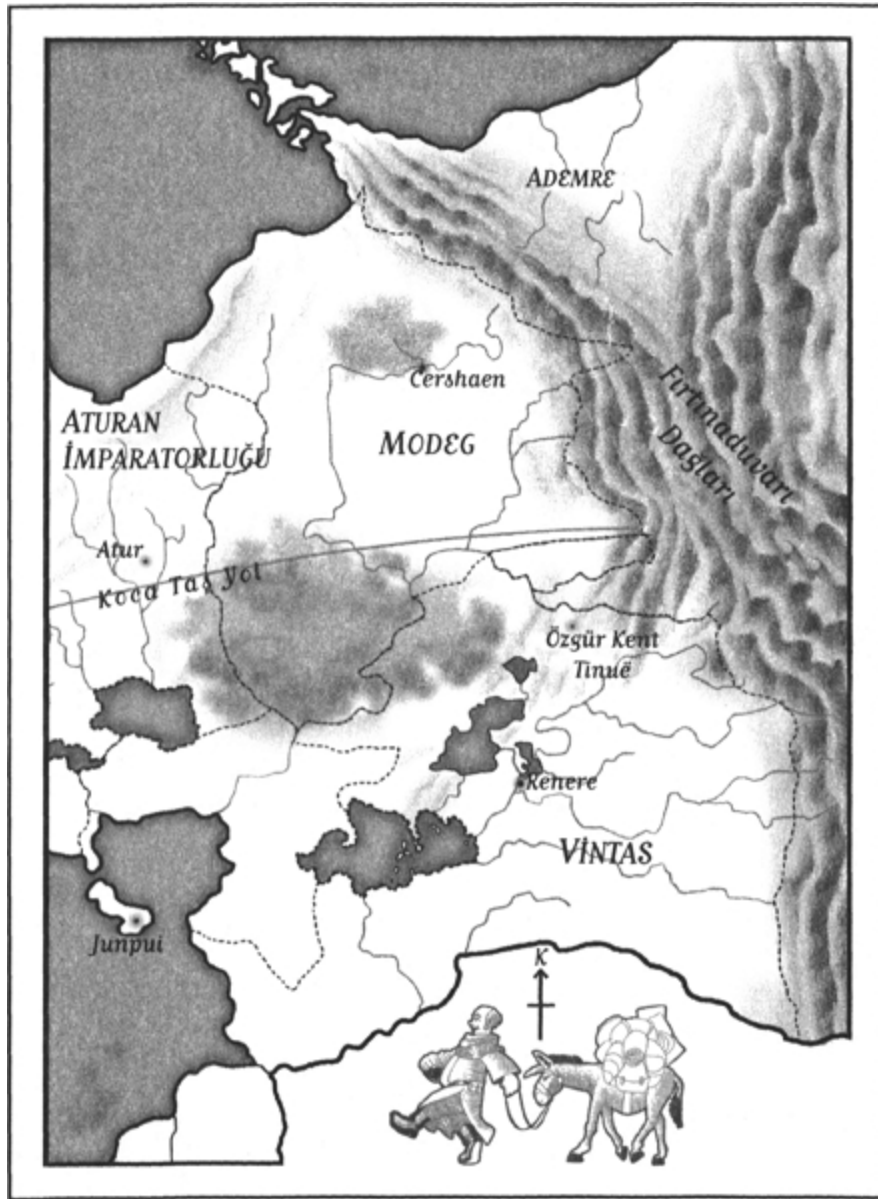 ADEMRE
Cershaen
ATURAN
İMPARATORLUĞU
MODEG
Fırtınaduvarı
Dağları
Atur
Koca Taş Yol
Özgür Kent
Tinuë
Renere
VİNTAS
Junpui
K